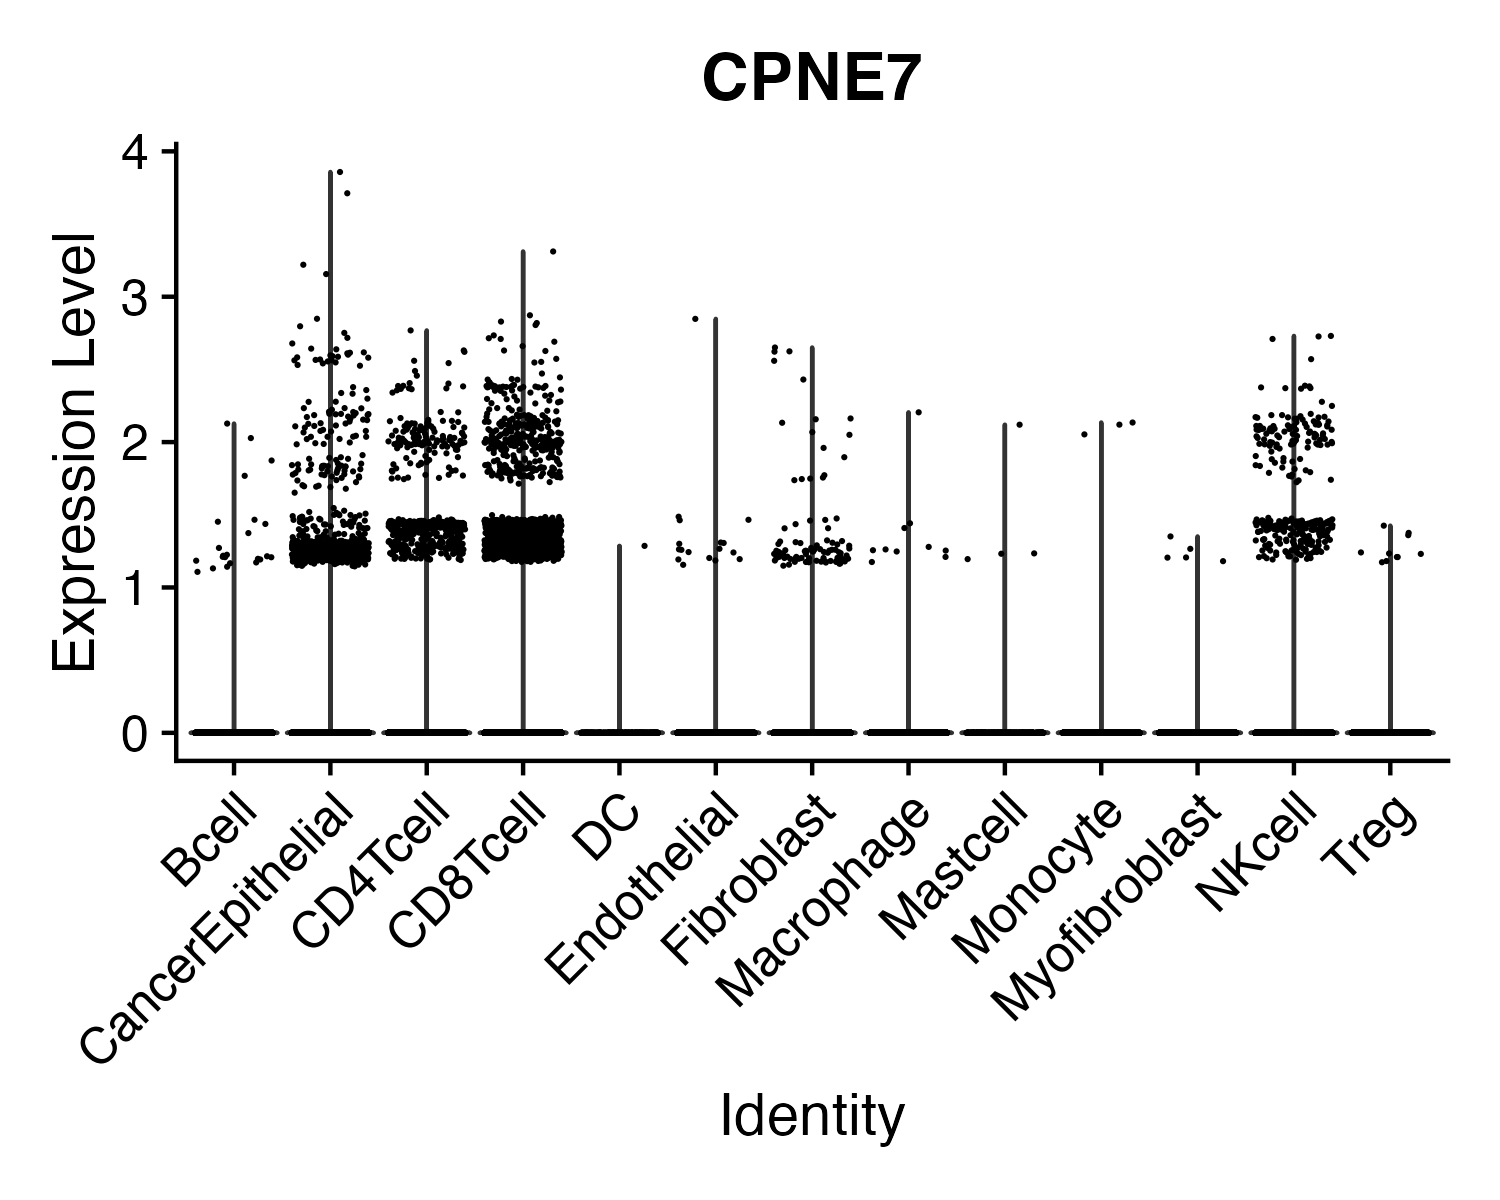 CPNE7
Expression Level
4
3
2
1
0
Bcell
CancerEpithelial
CD4Tcell
CD8Tcell
DC
Endothelial
Fibroblast
Macrophage
Mastcell
Monocyte
Myofibroblast
NKcell
Treg
Identity